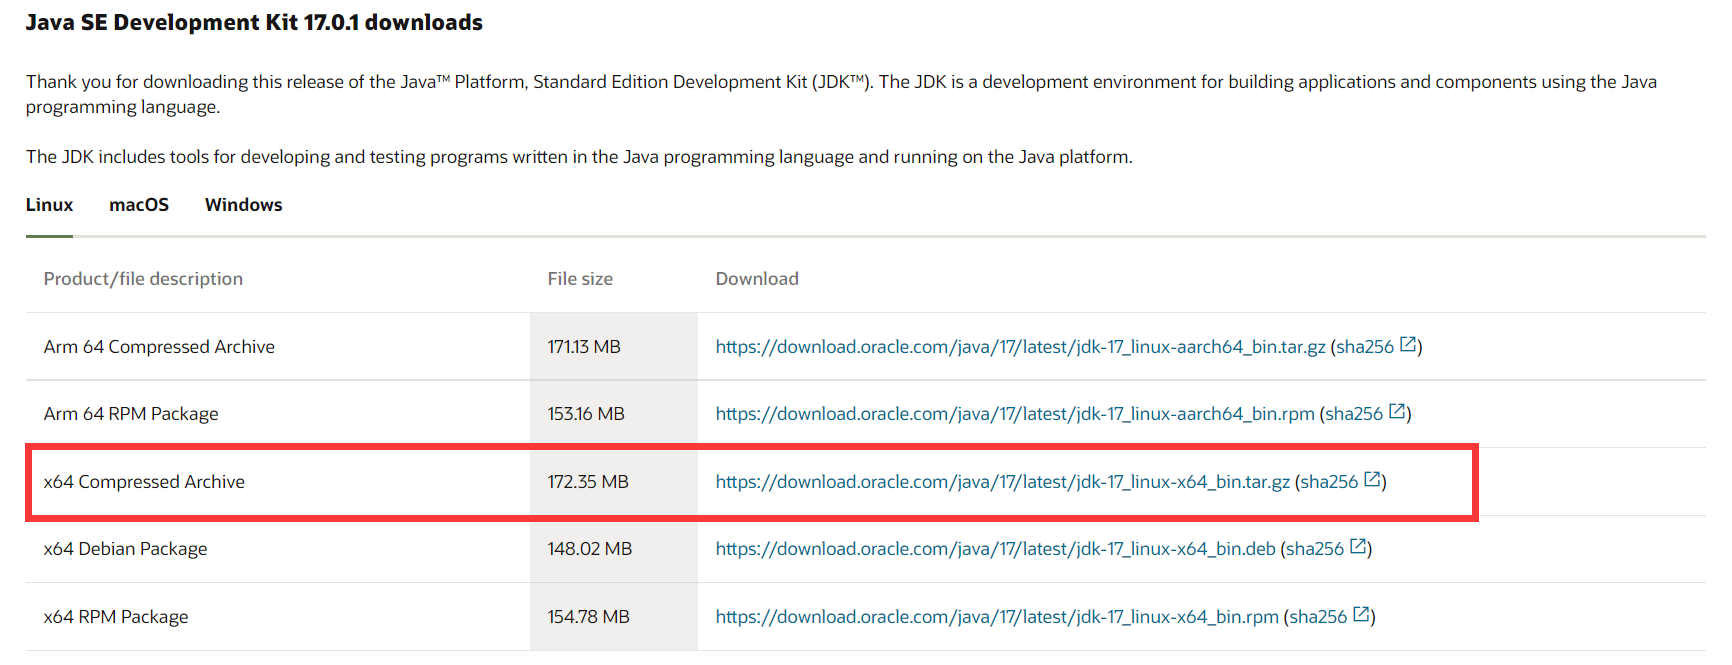 Java SE Development Kit 17.0.1 downloads
Thank you for downloading this release of the Java™ Platform, Standard Edition Development Kit (JDK™). The JDK is a development environment for building applications and components using the Java
programming language.
The JDK includes tools for developing and testing programs written in the Java programming language and running on the Java platform.
Linux macOS Windows
Product/file description File size Download
Arm 64 Compressed Archive 171.13 MB https://download.oracle.com/java/17/latest/jdk-17_linux-aarch64_bin.tar.gz (sha256)
Arm 64 RPM Package 153.16 MB https://download.oracle.com/java/17/latest/jdk-17_linux-aarch64_bin.rpm (sha256)
x64 Compressed Archive 172.35 MB https://download.oracle.com/java/17/latest/jdk-17_linux-x64_bin.tar.gz (sha256)
x64 Debian Package 148.02 MB https://download.oracle.com/java/17/latest/jdk-17_linux-x64_bin.deb (sha256)
x64 RPM Package 154.78 MB https://download.oracle.com/java/17/latest/jdk-17_linux-x64_bin.rpm (sha256)